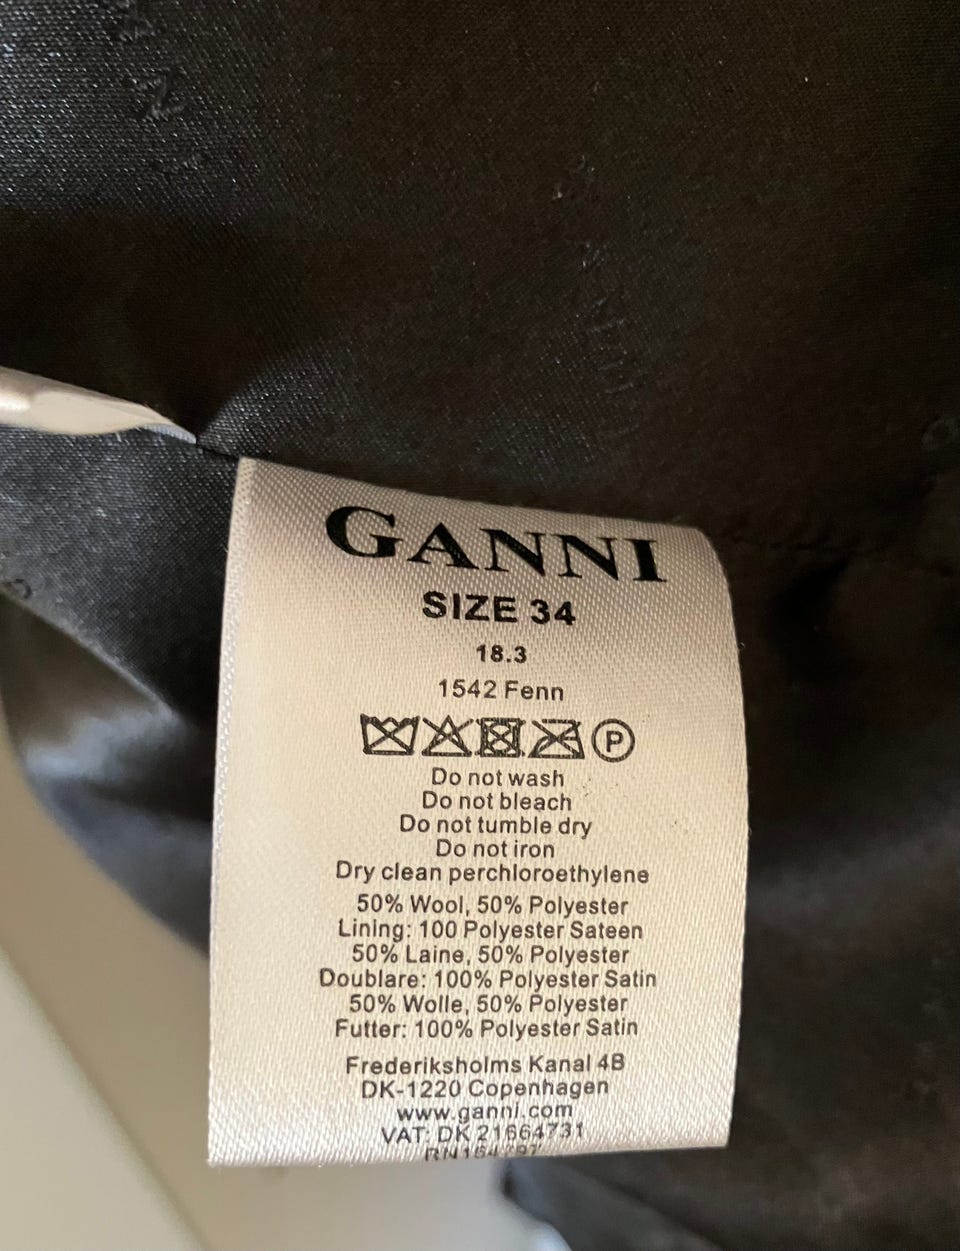 GANNI
SIZE 34
18.3
1542 Fenn
P
Do not wash
Do not bleach
Do not tumble dry
Do not iron
Dry clean perchloroethylene
50% Wool, 50% Polyester
Lining: 100 Polyester Sateen
50% Laine, 50% Polyester
Doublare: 100% Polyester Satin
50% Wolle, 50% Polyester
Futter: 100% Polyester Satin
Frederiksholms Kanal 4B
DK-1220 Copenhagen
www.ganni.com
VAT: DK 21664731